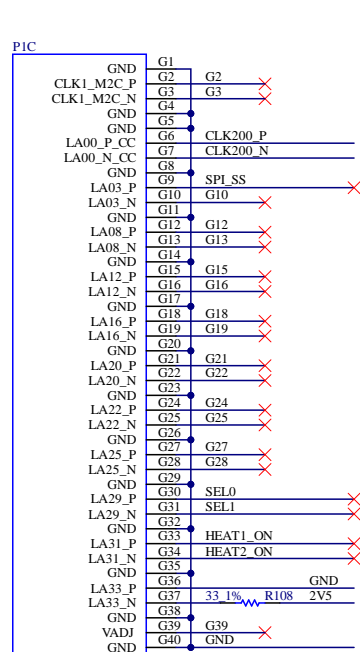 P1C
GND G1
CLK1_M2C_P G2 G2
CLK1_M2C_N G3 G3
GND G4
GND G5
LA00_P_CC G6 CLK200_P
LA00_N_CC G7 CLK200_N
GND G8
LA03_P G9 SPI_SS
LA03_N G10 G10
GND G11
LA08_P G12 G12
LA08_N G13 G13
GND G14
LA12_P G15 G15
LA12_N G16 G16
GND G17
LA16_P G18 G18
LA16_N G19 G19
GND G20
LA20_P G21 G21
LA20_N G22 G22
GND G23
LA22_P G24 G24
LA22_N G25 G25
GND G26
LA25_P G27 G27
LA25_N G28 G28
GND G29
LA29_P G30 SEL0
LA29_N G31 SEL1
GND G32
LA31_P G33 HEAT1_ON
LA31_N G34 HEAT2_ON
GND G35
LA33_P G36 GND
LA33_N G37 33_1% R108 2V5
GND G38
VADJ G39 G39
GND G40 GND